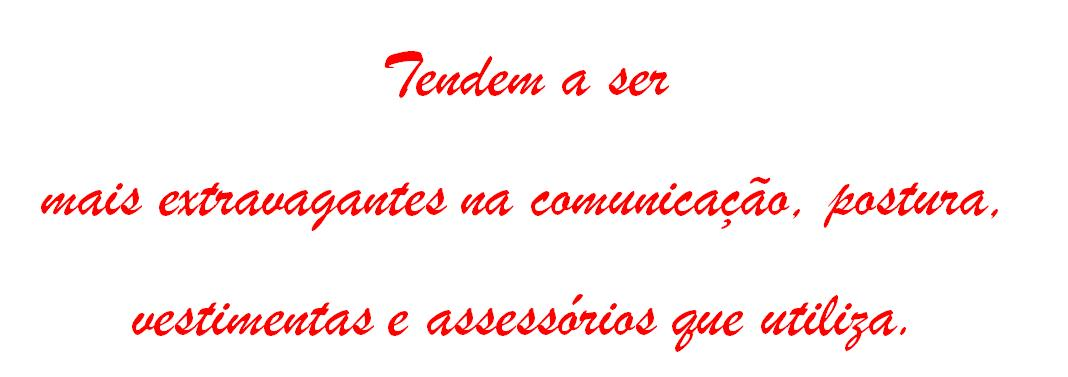 Tendem a ser
mais extravagantes na comunicação, postura,
vestimentas e assessórios que utiliza.